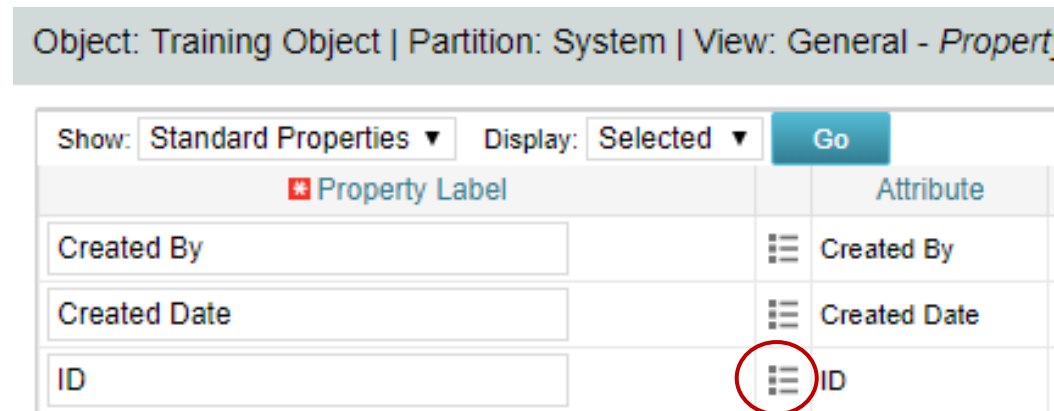 Object: Training Object | Partition: System | View: General - Property
Show: Standard Properties ▼ Display: Selected ▼ Go
* Property Label Attribute
Created By Created By
Created Date Created Date
ID ID